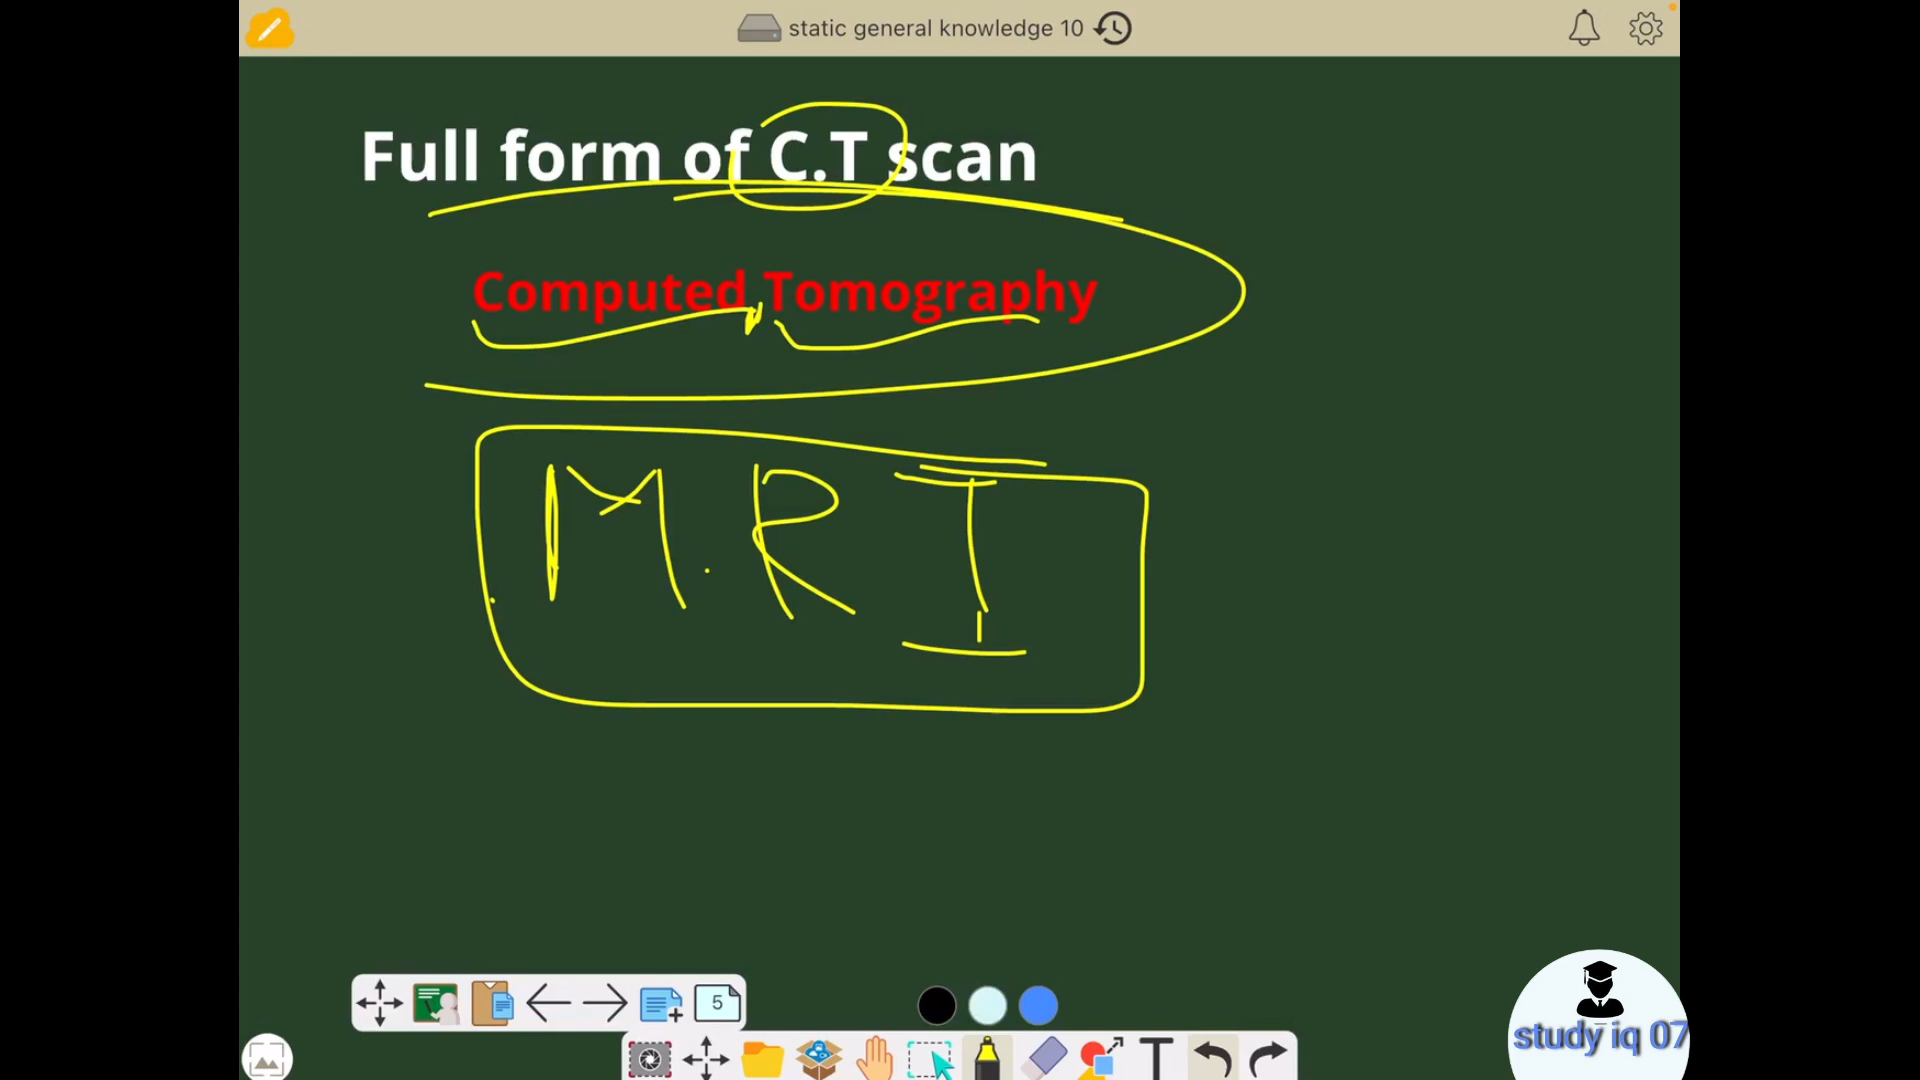 static general knowledge 10
Full form of C.T scan
Computed Tomography
M.R I
5
T
study iq 07